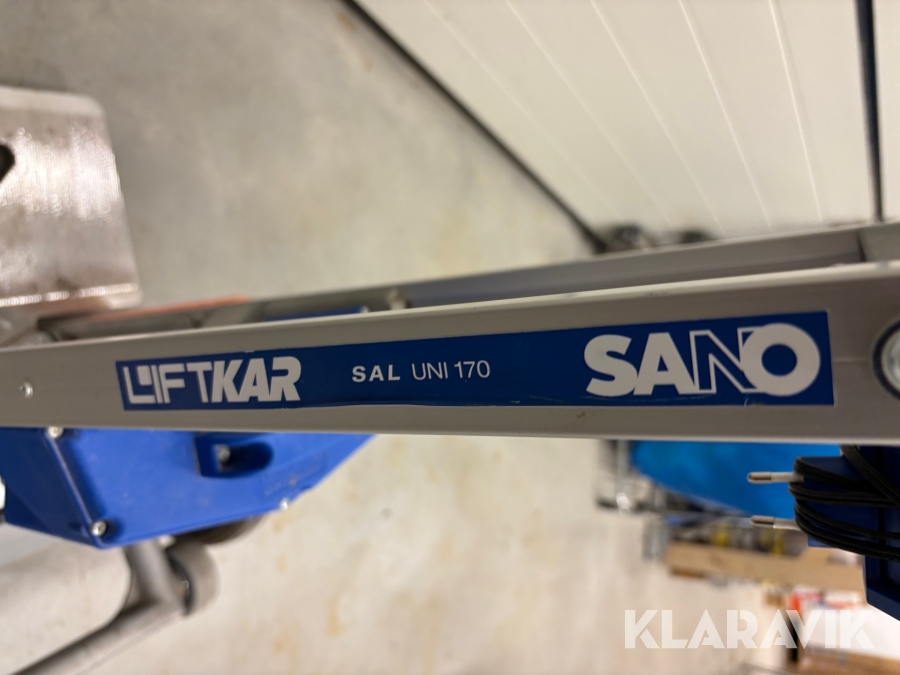 LIFTKAR SAL UNI 170 SANO
KLARAVIK